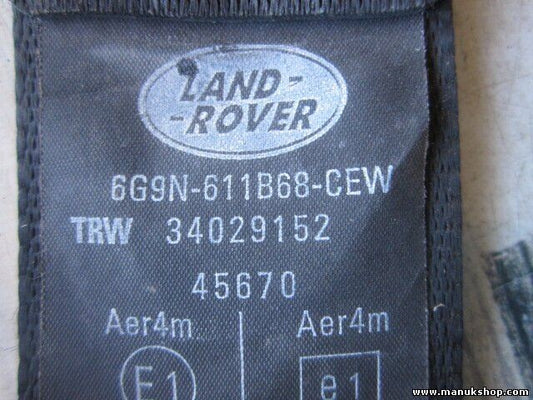 LAND-
-ROVER
6G9N-611B68-CEW
TRW 34029152
45670
Aer4m Aer4m
E1 e1
www.manukshop.com